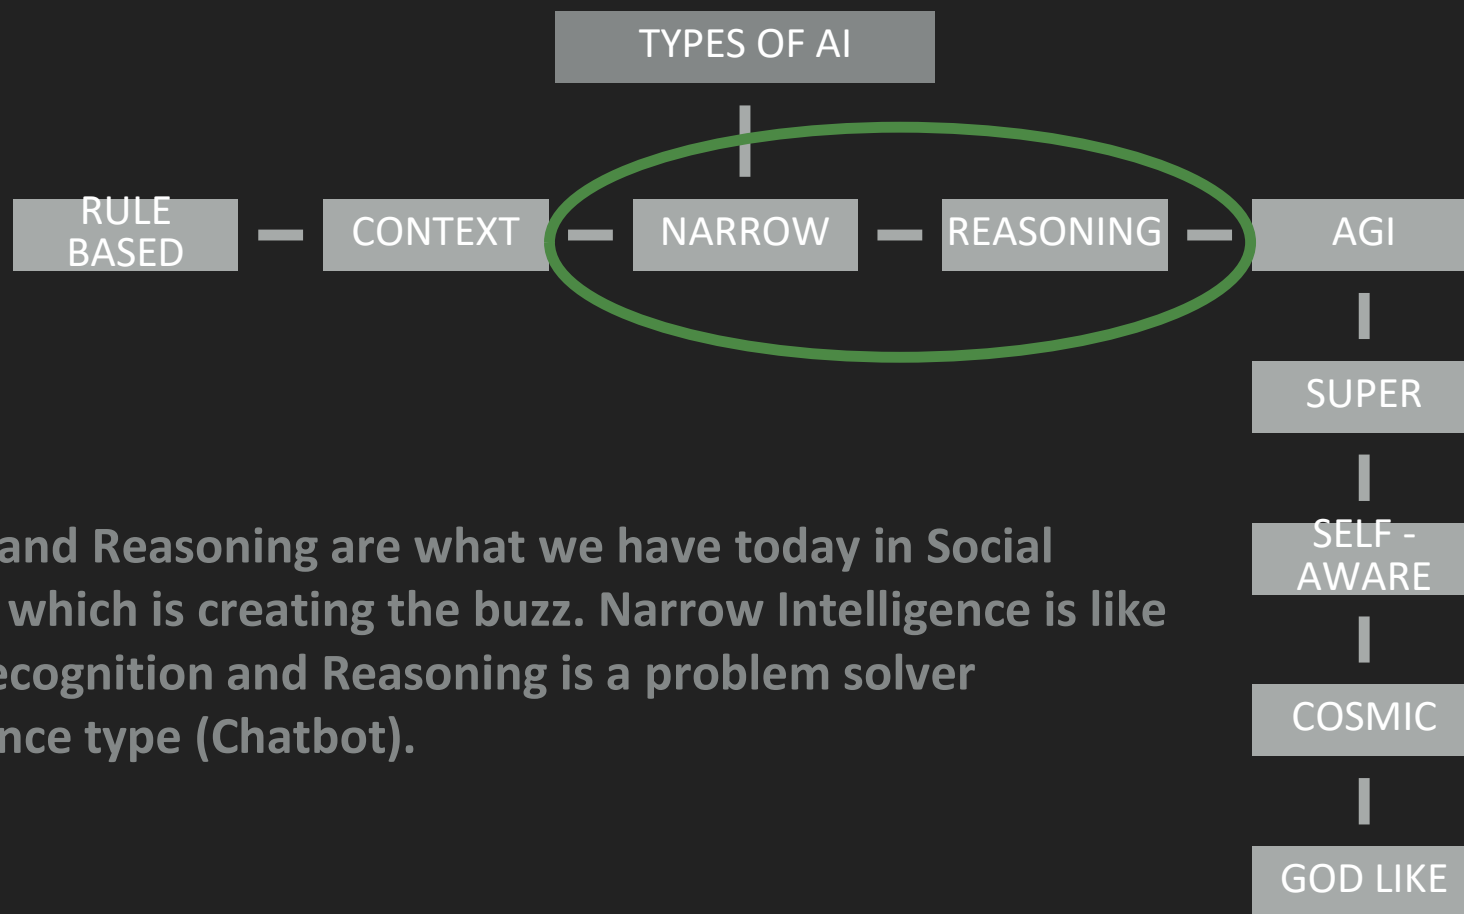 TYPES OF AI
RULE
BASED
CONTEXT
NARROW
REASONING
AGI
SUPER
SELF -
AWARE
COSMIC
GOD LIKE
and Reasoning are what we have today in Social
which is creating the buzz. Narrow Intelligence is like
ecognition and Reasoning is a problem solver
nce type (Chatbot).